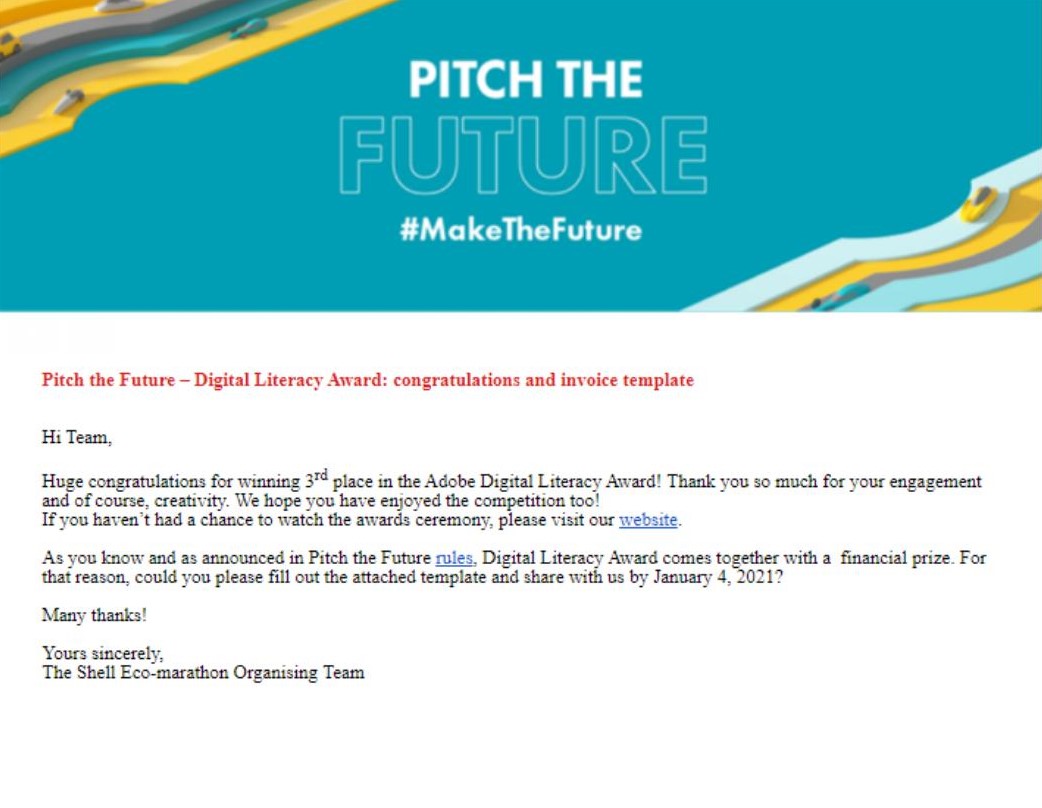 PITCH THE
FUTURE
#MakeTheFuture
Pitch the Future – Digital Literacy Award: congratulations and invoice template
Hi Team,
Huge congratulations for winning 3rd place in the Adobe Digital Literacy Award! Thank you so much for your engagement
and of course, creativity. We hope you have enjoyed the competition too!
If you haven’t had a chance to watch the awards ceremony, please visit our website.
As you know and as announced in Pitch the Future rules, Digital Literacy Award comes together with a  financial prize. For
that reason, could you please fill out the attached template and share with us by January 4, 2021?
Many thanks!
Yours sincerely,
The Shell Eco-marathon Organising Team